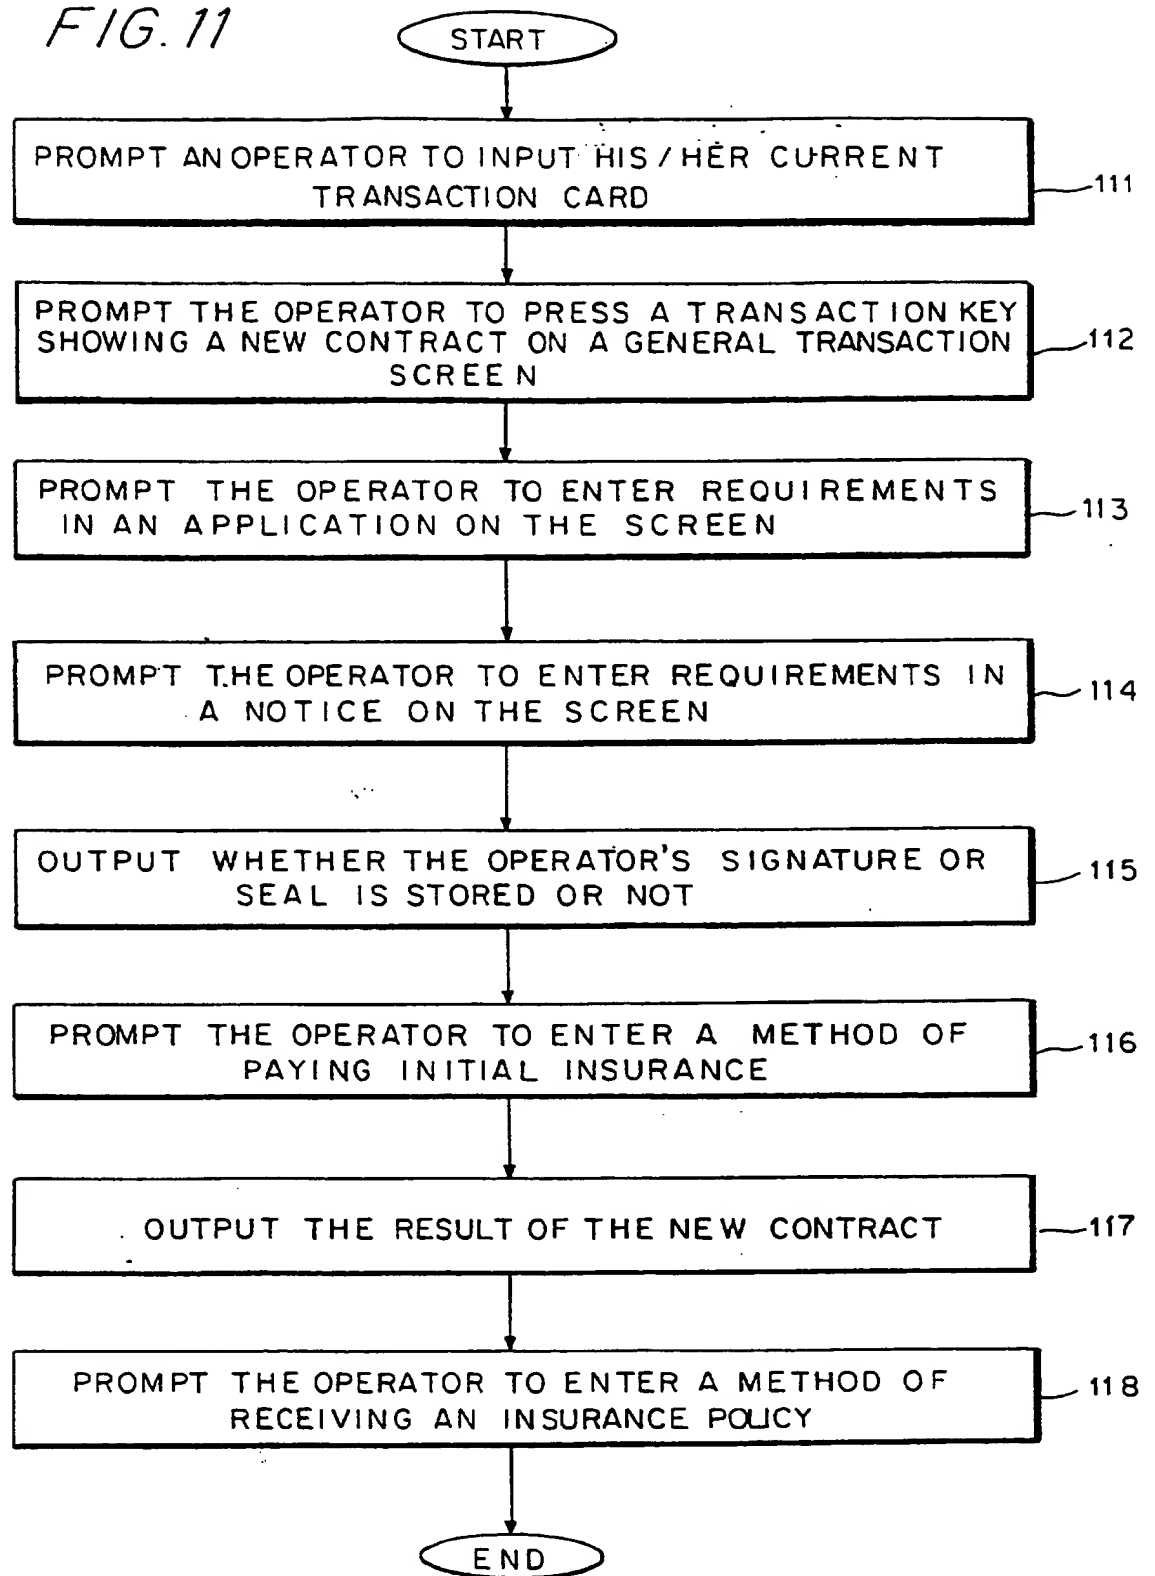 FIG. 11
START
PROMPT AN OPERATOR TO INPUT HIS/HER CURRENT
TRANSACTION CARD
111
PROMPT THE OPERATOR TO PRESS A TRANSACTION KEY
SHOWING A NEW CONTRACT ON A GENERAL TRANSACTION
SCREEN
112
PROMPT THE OPERATOR TO ENTER REQUIREMENTS
IN AN APPLICATION ON THE SCREEN
113
PROMPT THE OPERATOR TO ENTER REQUIREMENTS IN
A NOTICE ON THE SCREEN
114
OUTPUT WHETHER THE OPERATOR'S SIGNATURE OR
SEAL IS STORED OR NOT
115
PROMPT THE OPERATOR TO ENTER A METHOD OF
PAYING INITIAL INSURANCE
116
OUTPUT THE RESULT OF THE NEW CONTRACT
117
PROMPT THE OPERATOR TO ENTER A METHOD OF
RECEIVING AN INSURANCE POLICY
118
END